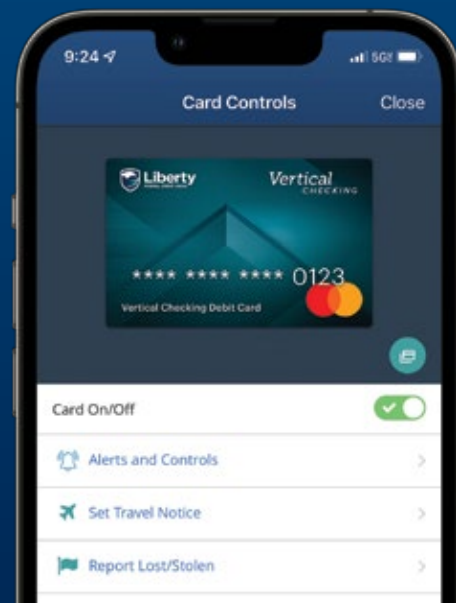 9:24
5G
Card Controls
Close
Liberty
Vertical
CHECKING
**** **** **** 0123
Vertical Checking Debit Card
Card On/Off
Alerts and Controls
Set Travel Notice
Report Lost/Stolen